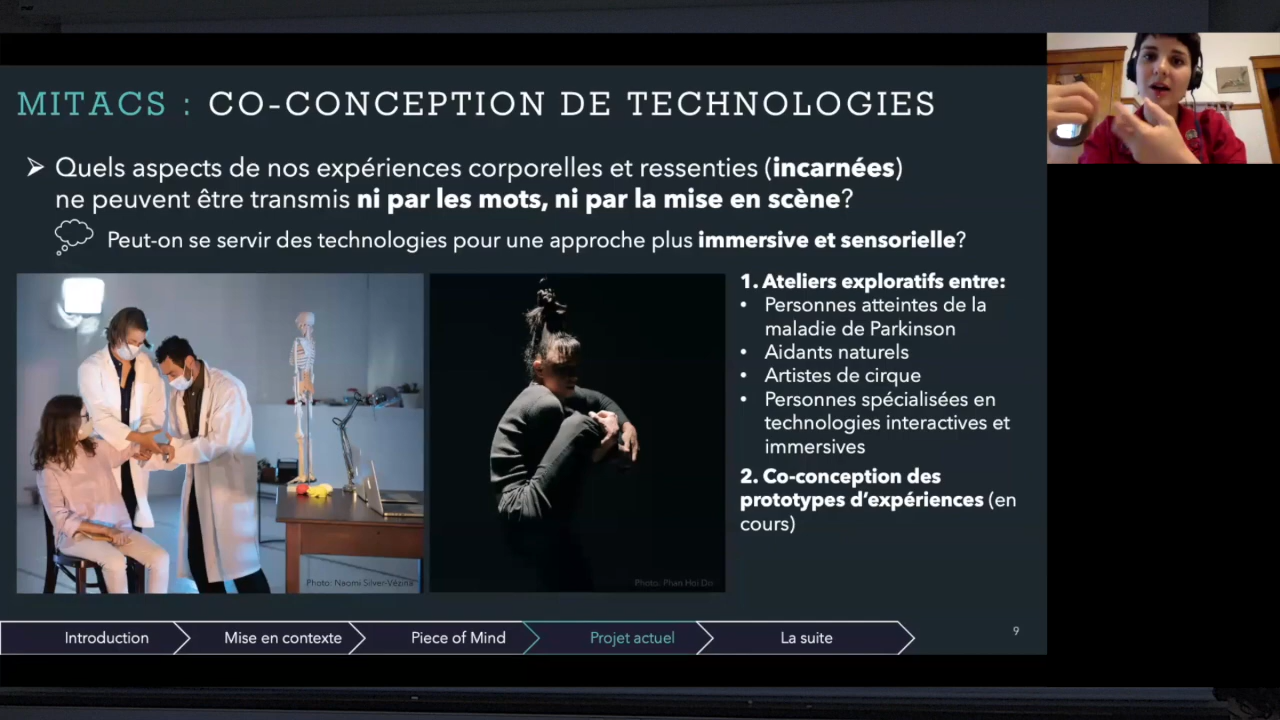 MITACS : CO-CONCEPTION DE TECHNOLOGIES
➢ Quels aspects de nos expériences corporelles et ressenties (incarnées)
ne peuvent être transmis ni par les mots, ni par la mise en scène?
Peut-on se servir des technologies pour une approche plus immersive et sensorielle?
1. Ateliers exploratifs entre:
• Personnes atteintes de la
maladie de Parkinson
• Aidants naturels
• Artistes de cirque
• Personnes spécialisées en
technologies interactives et
immersives
2. Co-conception des
prototypes d'expériences (en
cours)
Photo: Naomi Silver-Vézina
Photo: Phan Hai Do
Introduction
Mise en contexte
Piece of Mind
Projet actuel
La suite
9